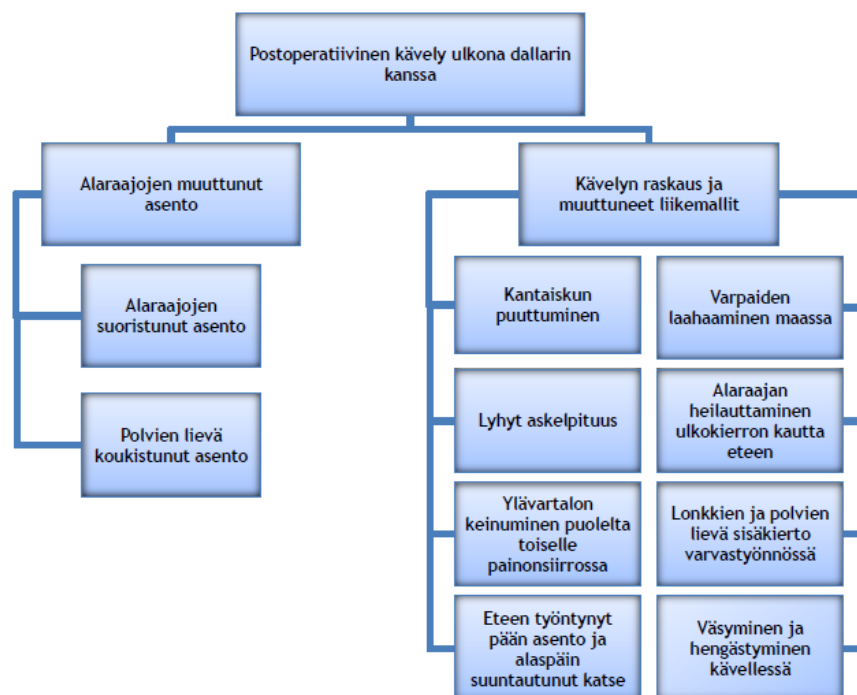 Postoperatiivinen kävely ulkona dallarin
kanssa
Alaraajojen muuttunut
asento
Kävelyn raskaus ja
muuttuneet liikemallit
Alaraajojen
suoristunut asento
Polvien lievä
koukistunut asento
Kantaiskun
puuttuminen
Varpaiden
laahaaminen maassa
Lyhyt askelpituus
Alaraajan
heilauttaminen
ulkokierron kautta
eteen
Ylävartalon
keinuminen puolelta
toiselle
painonsiirrossa
Lonkkien ja polvien
lievä sisäkierto
varvastyönnössä
Eteen työntynyt
pään asento ja
alaspäin
suuntautunut katse
Väsyminen ja
hengästyminen
kävellessä